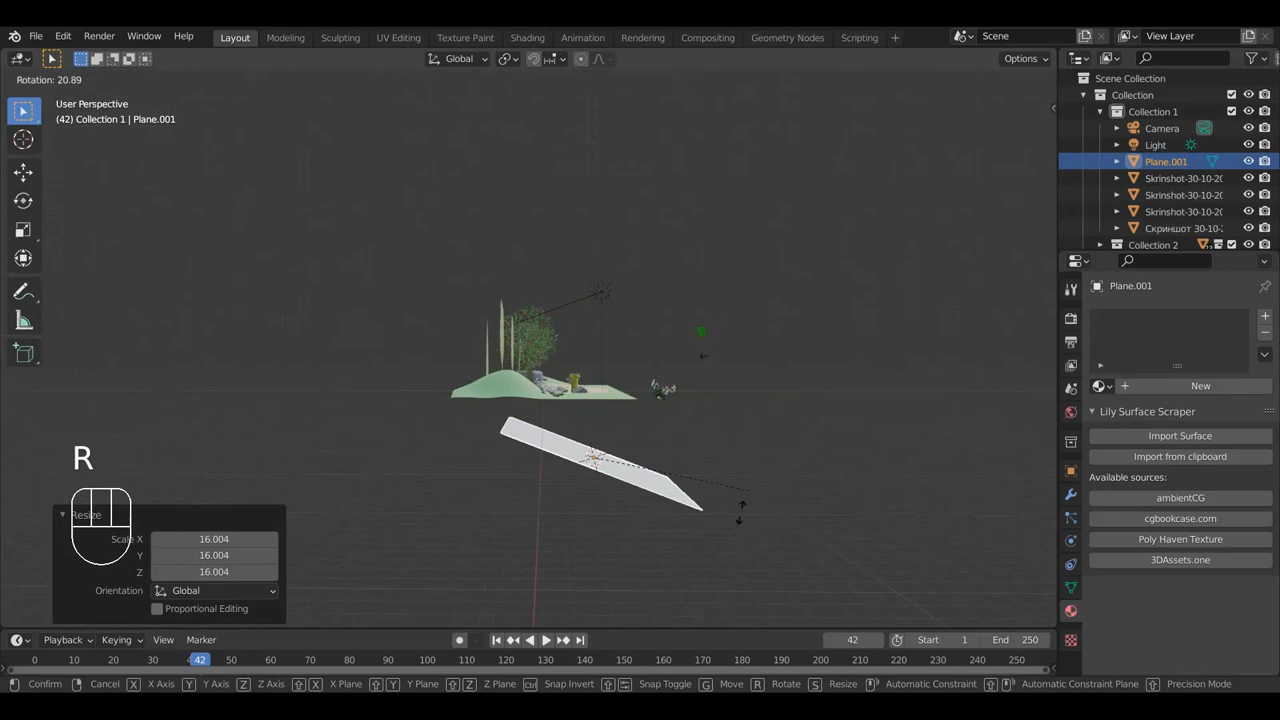 File Edit Render Window Help Layout Modeling Sculpting UV Editing Texture Paint Shading Animation Rendering Compositing Geometry Nodes Scripting + Scene View Layer
Global Options
Rotation: 20.89
User Perspective
(42) Collection 1 | Plane.001
Scene Collection
Collection
Collection 1
Camera
Light
Plane.001
Skrinshot-30-10-20
Skrinshot-30-10-20
Skrinshot-30-10-20
Скриншот 30-10-2
Collection 2
Plane.001
+ New
Lily Surface Scraper
Import Surface
Import from clipboard
Available sources:
ambientCG
cgbookcase.com
Poly Haven Texture
3DAssets.one
R
Resize
Scale X 16.004
Y 16.004
Z 16.004
Orientation Global
Proportional Editing
Playback Keying View Marker 42 Start 1 End 250
0 10 20 30 42 50 60 70 80 90 100 110 120 130 140 150 160 170 180 190 200 210 220 230 240 250
Confirm Cancel X X Axis Y Y Axis Z Z Axis X X Plane Y Y Plane Z Z Plane Ctrl Snap Invert Snap Toggle G Move R Rotate S Resize Automatic Constraint Automatic Constraint Plane Precision Mode